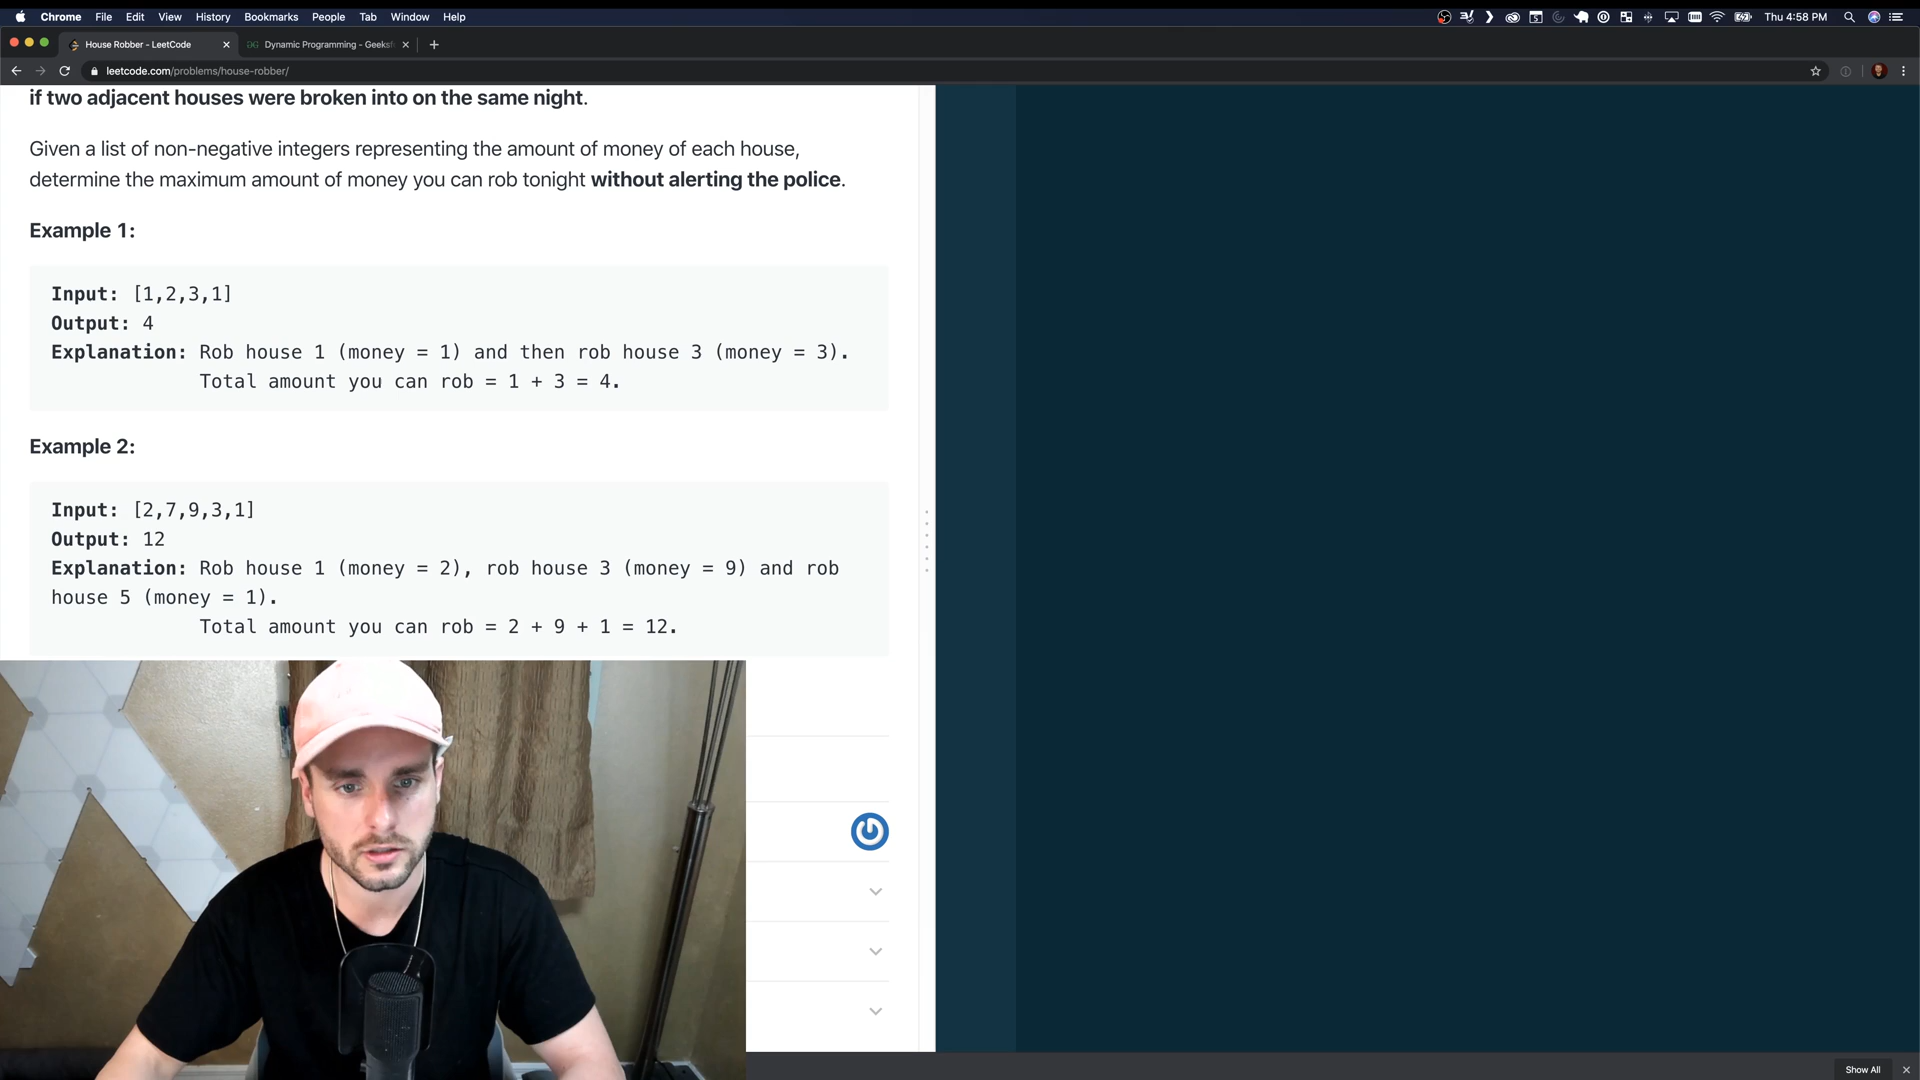 Chrome File Edit View History Bookmarks People Tab Window Help
Thu 4:58 PM
House Robber - LeetCode
Dynamic Programming - Geeksf
leetcode.com/problems/house-robber/
if two adjacent houses were broken into on the same night.
Given a list of non-negative integers representing the amount of money of each house,
determine the maximum amount of money you can rob tonight without alerting the police.
Example 1:
Input: [1,2,3,1]
Output: 4
Explanation: Rob house 1 (money = 1) and then rob house 3 (money = 3).
Total amount you can rob = 1 + 3 = 4.
Example 2:
Input: [2,7,9,3,1]
Output: 12
Explanation: Rob house 1 (money = 2), rob house 3 (money = 9) and rob
house 5 (money = 1).
Total amount you can rob = 2 + 9 + 1 = 12.
Show All